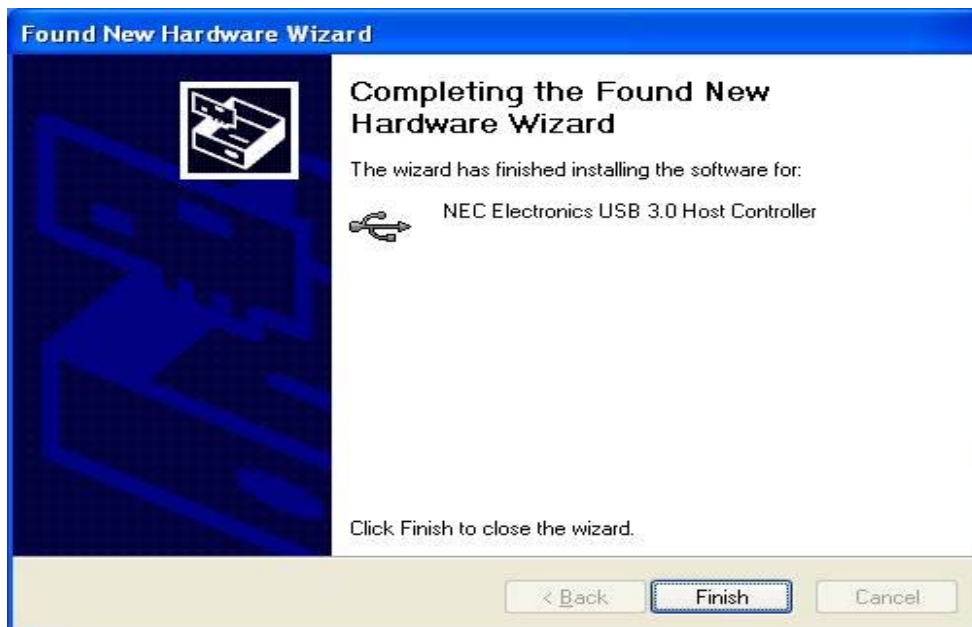 Found New Hardware Wizard
Completing the Found New
Hardware Wizard
The wizard has finished installing the software for:
NEC Electronics USB 3.0 Host Controller
Click Finish to close the wizard.
< Back
Finish
Cancel